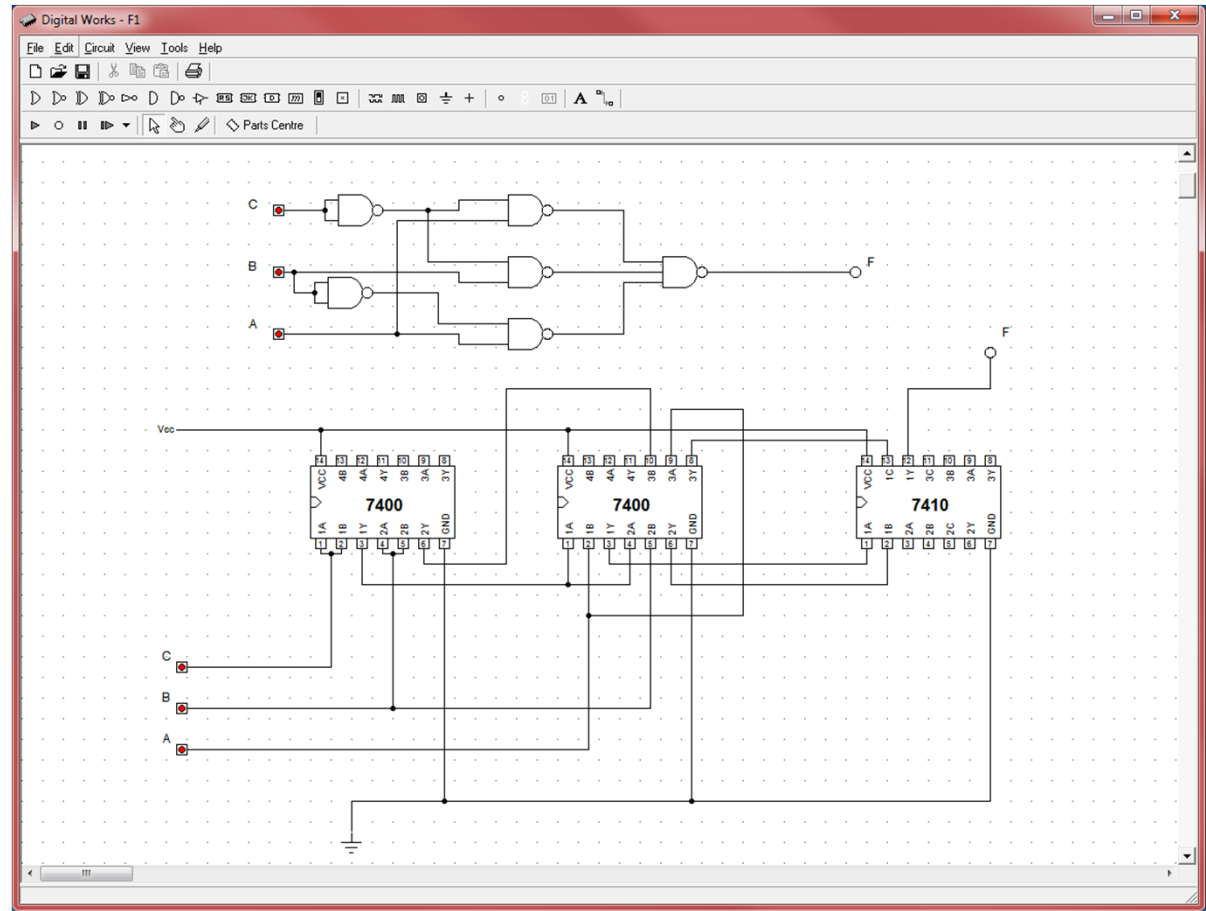 Digital Works - F1
File Edit Circuit View Tools Help
Parts Centre
C
B
A
F
F
Vcc
14 13 12 11 10 9 8
VCC 4B 4A 4Y 3B 3A 3Y
7400
1A 1B 1Y 2A 2B 2Y GND
1 2 3 4 5 6 7
14 13 12 11 10 9 8
VCC 4B 4A 4Y 3B 3A 3Y
7400
1A 1B 1Y 2A 2B 2Y GND
1 2 3 4 5 6 7
14 13 12 11 10 9 8
VCC 1C 1Y 3C 3B 3A 3Y
7410
1A 1B 2A 2B 2C 2Y GND
1 2 3 4 5 6 7
C
B
A